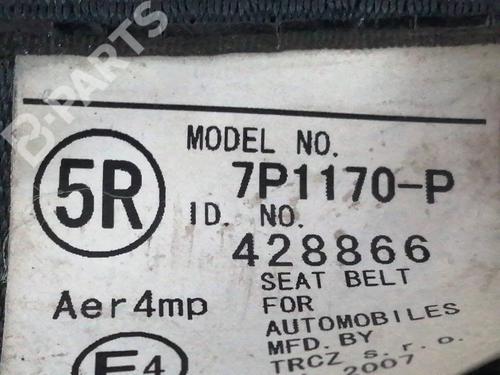 B-PARTS
MODEL NO.
5R
7P1170-P
ID. NO.
428866
Aer4mp
SEAT BELT
FOR
AUTOMOBILES
MFD. BY
TRCZ s.r.o.
E4
2007